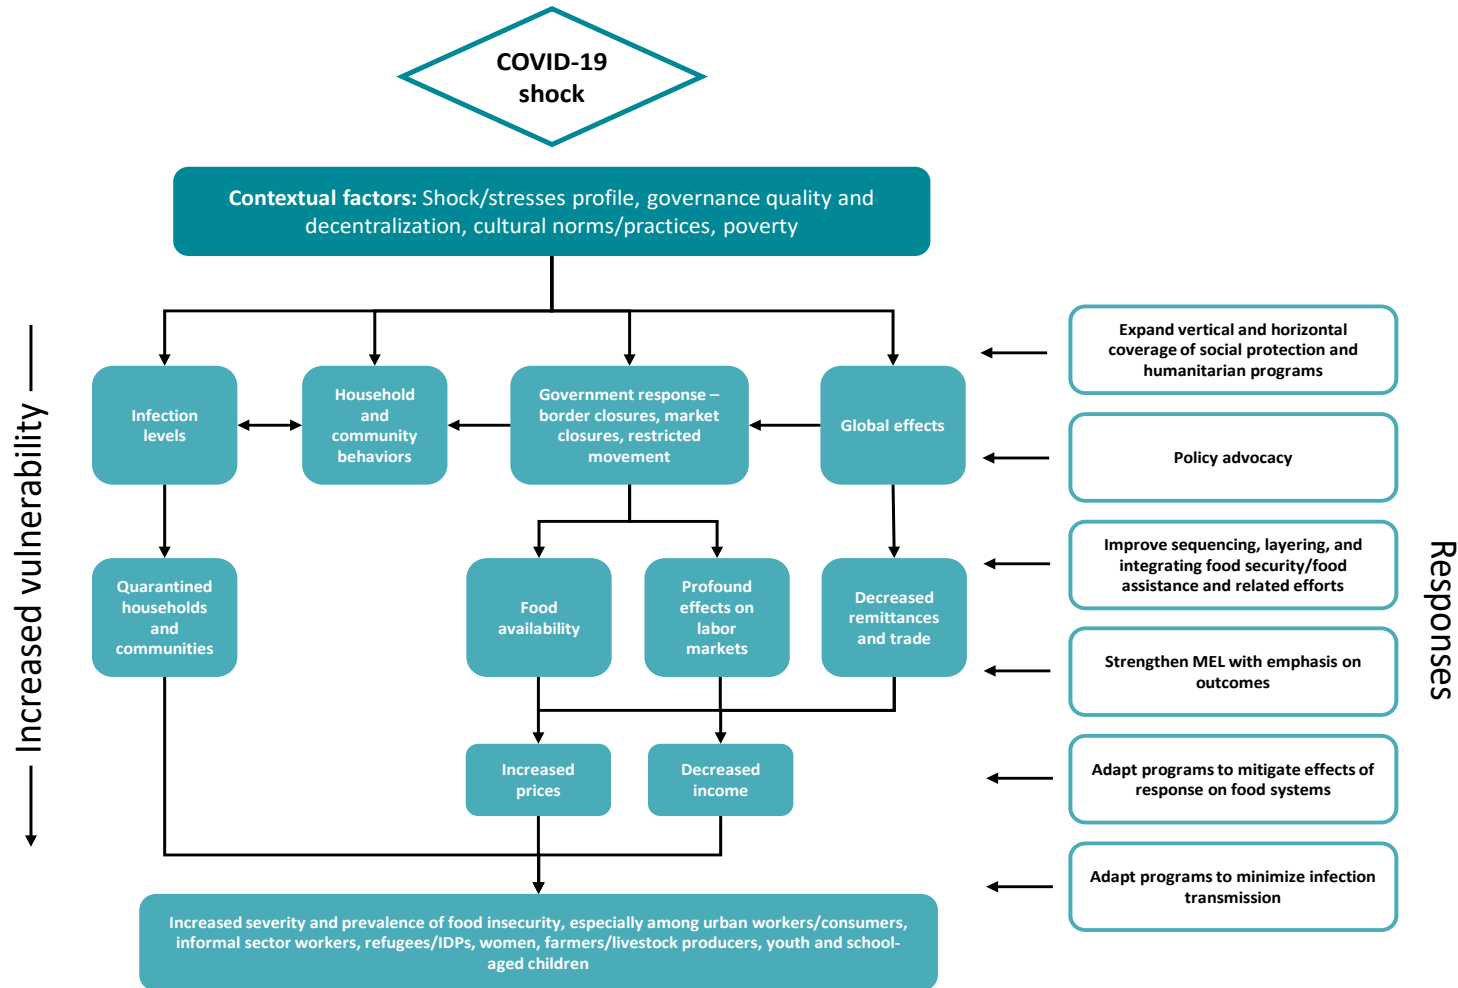 COVID-19
shock
Contextual factors: Shock/stresses profile, governance quality and
decentralization, cultural norms/practices, poverty
Increased vulnerability
Infection
levels
Household
and
community
behaviors
Government response –
border closures, market
closures, restricted
movement
Global effects
Quarantined
households
and
communities
Food
availability
Profound
effects on
labor
markets
Decreased
remittances
and trade
Increased
prices
Decreased
income
Increased severity and prevalence of food insecurity, especially among urban workers/consumers,
informal sector workers, refugees/IDPs, women, farmers/livestock producers, youth and school-
aged children
Expand vertical and horizontal
coverage of social protection and
humanitarian programs
Policy advocacy
Improve sequencing, layering, and
integrating food security/food
assistance and related efforts
Strengthen MEL with emphasis on
outcomes
Adapt programs to mitigate effects of
response on food systems
Adapt programs to minimize infection
transmission
Responses